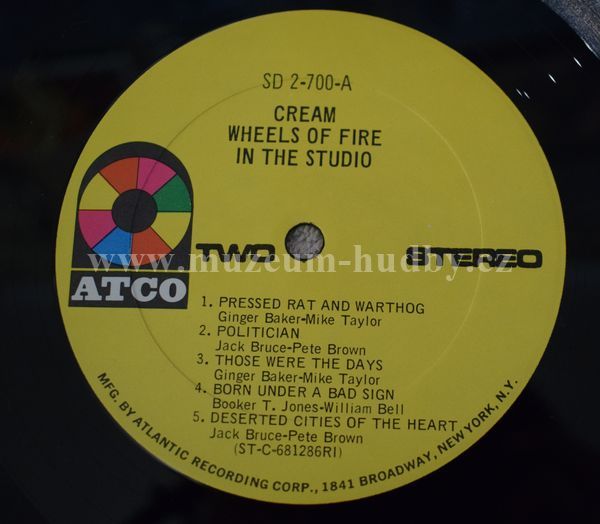 SD 2-700-A
CREAM
WHEELS OF FIRE
IN THE STUDIO
TWO
STEREO
www.muzeum-hudby.cz
ATCO
1. PRESSED RAT AND WARTHOG
Ginger Baker-Mike Taylor
2. POLITICIAN
Jack Bruce-Pete Brown
3. THOSE WERE THE DAYS
Ginger Baker-Mike Taylor
4. BORN UNDER A BAD SIGN
Booker T. Jones-William Bell
5. DESERTED CITIES OF THE HEART
Jack Bruce-Pete Brown
(ST-C-681286RI)
MFG. BY ATLANTIC RECORDING CORP., 1841 BROADWAY, NEW YORK, N.Y.